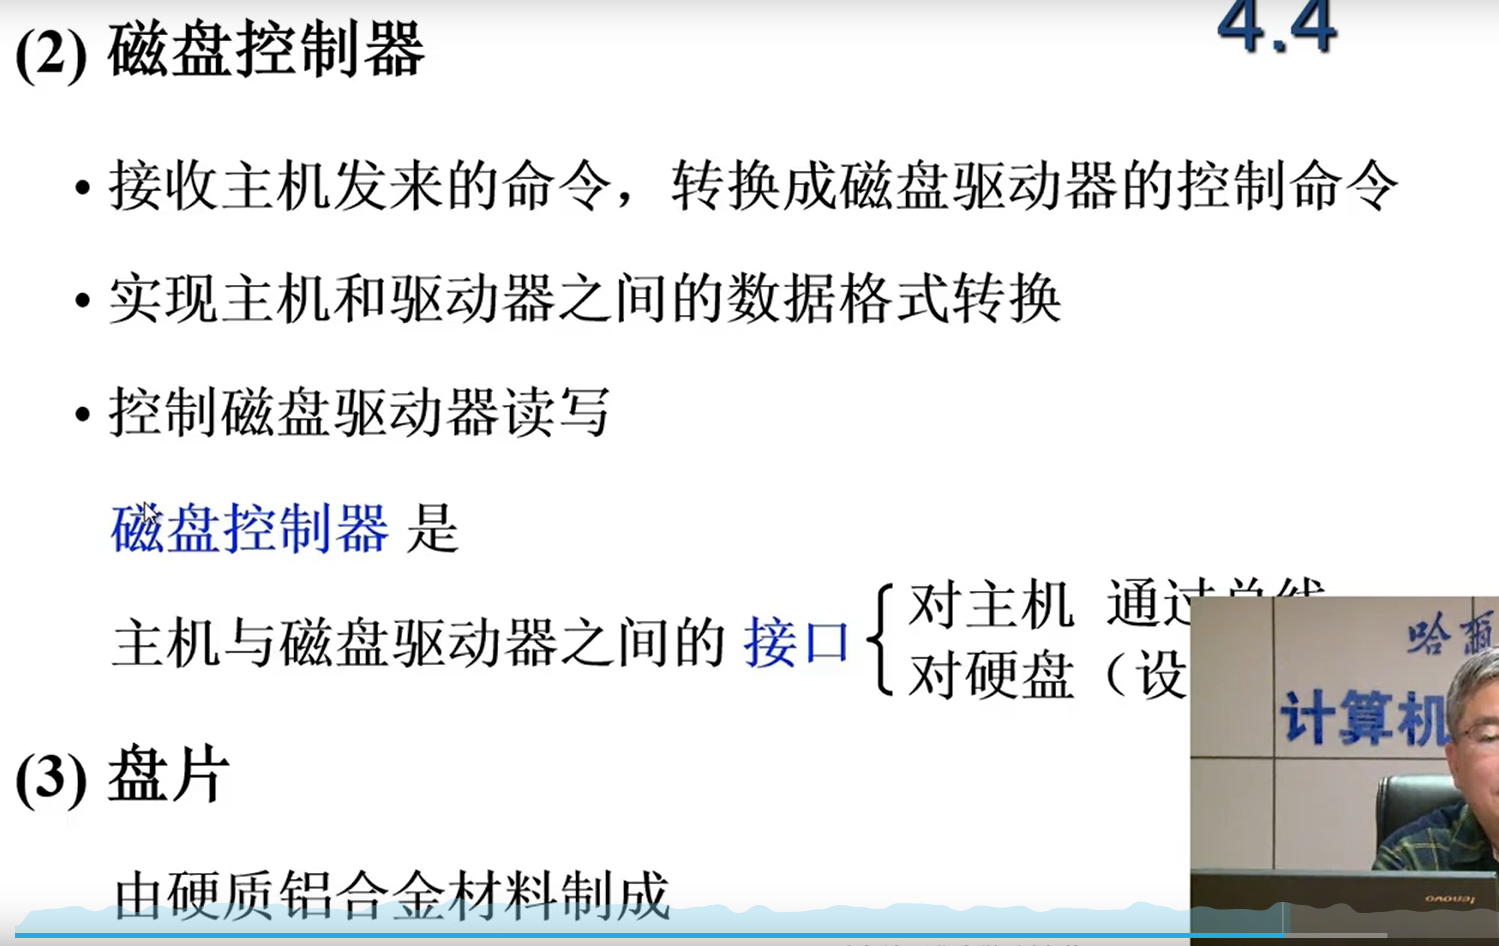 4.4
(2) 磁盘控制器
• 接收主机发来的命令，转换成磁盘驱动器的控制命令
• 实现主机和驱动器之间的数据格式转换
• 控制磁盘驱动器读写
磁盘控制器 是
主机与磁盘驱动器之间的 接口
对主机 通过总线
对硬盘（设
(3) 盘片
由硬质铝合金材料制成
哈
计算机
lenovo